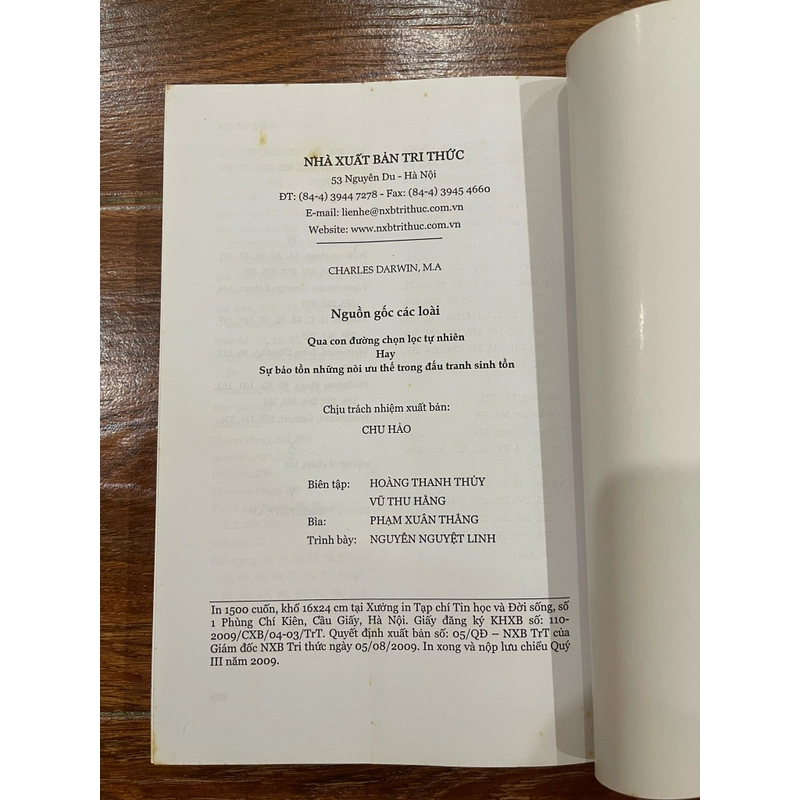 NHÀ XUẤT BẢN TRI THỨC
53 Nguyễn Du - Hà Nội
ĐT: (84-4) 3944 7278 - Fax: (84-4) 3945 4660
E-mail: lienhe@nxbtrithuc.com.vn
Website: www.nxbtrithuc.com.vn
CHARLES DARWIN, M.A
Nguồn gốc các loài
Qua con đường chọn lọc tự nhiên
Hay
Sự bảo tồn những nòi ưu thế trong đấu tranh sinh tồn
Chịu trách nhiệm xuất bản:
CHU HẢO
Biên tập: HOÀNG THANH THỦY
VŨ THU HẰNG
Bìa: PHẠM XUÂN THẮNG
Trình bày: NGUYỄN NGUYỆT LINH
In 1500 cuốn, khổ 16x24 cm tại Xưởng in Tạp chí Tin học và Đời sống, số
1 Phùng Chí Kiên, Cầu Giấy, Hà Nội. Giấy đăng ký KHXB số: 110-
2009/CXB/04-03/TrT. Quyết định xuất bản số: 05/QĐ – NXB TrT của
Giám đốc NXB Tri thức ngày 05/08/2009. In xong và nộp lưu chiểu Quý
III năm 2009.